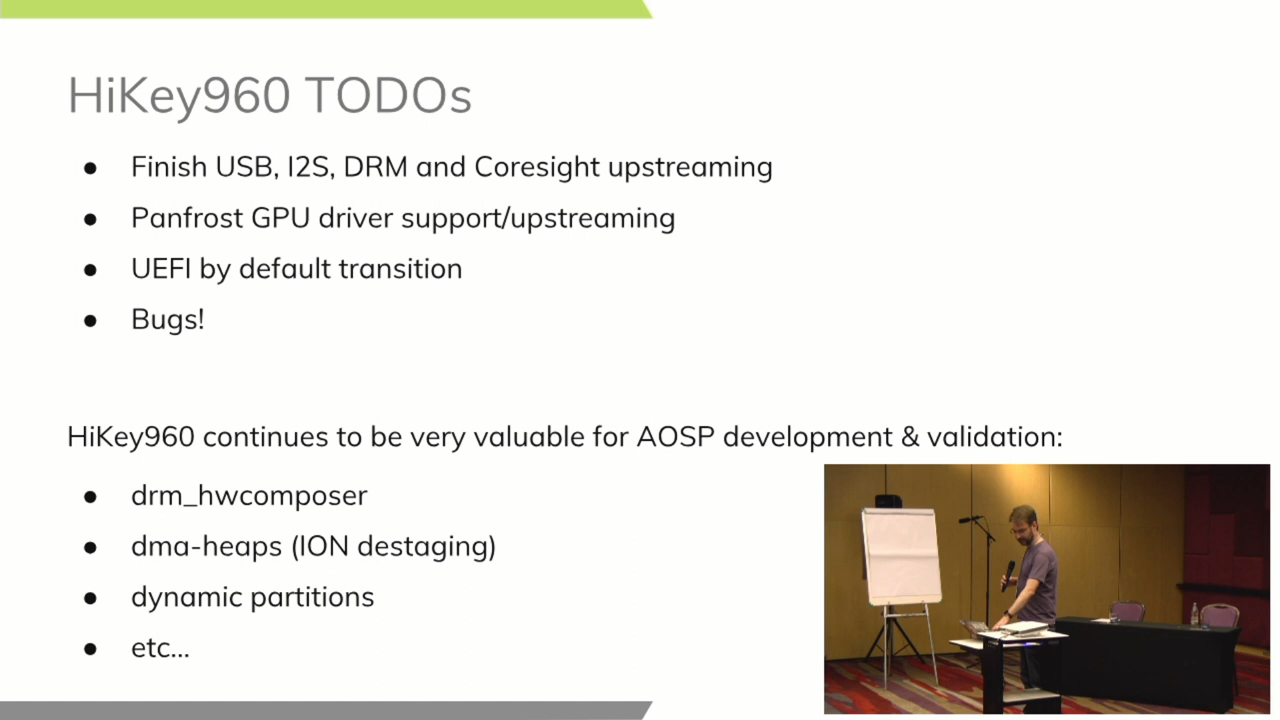 HiKey960 TODOs
● Finish USB, I2S, DRM and Coresight upstreaming
● Panfrost GPU driver support/upstreaming
● UEFI by default transition
● Bugs!
HiKey960 continues to be very valuable for AOSP development & validation:
● drm_hwcomposer
● dma-heaps (ION destaging)
● dynamic partitions
● etc...